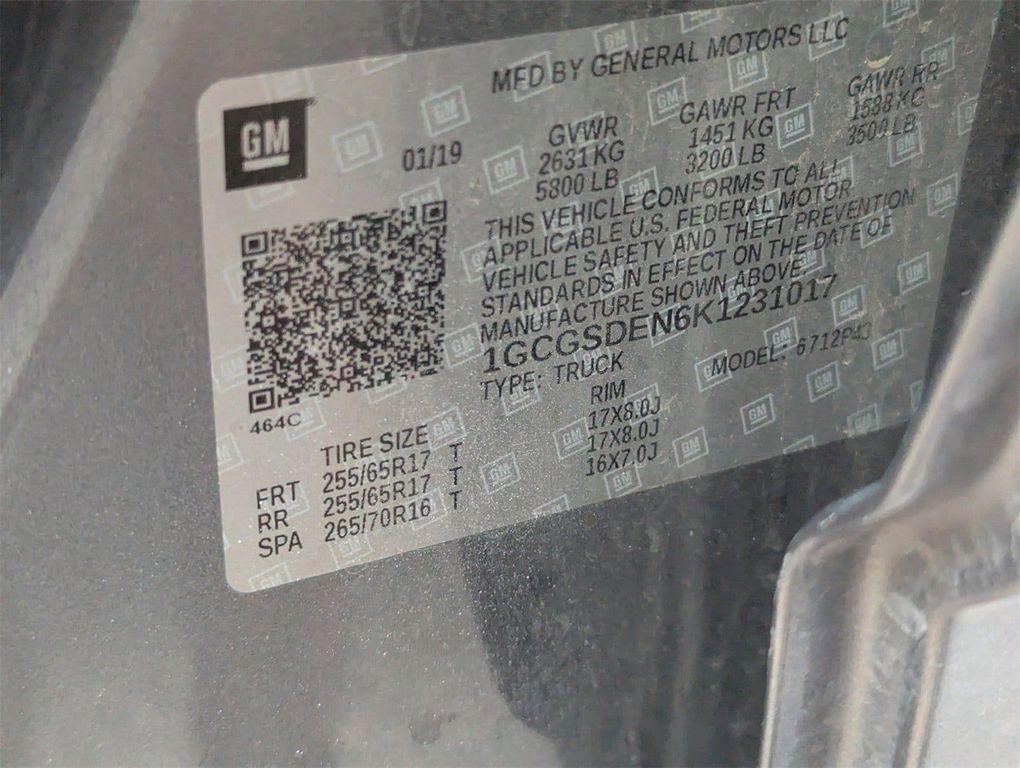 MFD BY GENERAL MOTORS LLC
GM
01/19
GVWR GAWR FRT GAWR RR
2631 KG 1451 KG 1588 KG
5800 LB 3200 LB 3500 LB
THIS VEHICLE CONFORMS TO ALL
APPLICABLE U.S. FEDERAL MOTOR
VEHICLE SAFETY AND THEFT PREVENTION
STANDARDS IN EFFECT ON THE DATE OF
MANUFACTURE SHOWN ABOVE.
1GCGSDEN6K1231017
TYPE: TRUCK MODEL: 6712P43
464C
TIRE SIZE RIM
FRT 255/65R17 T 17X8.0J
RR 255/65R17 T 17X8.0J
SPA 265/70R16 T 16X7.0J